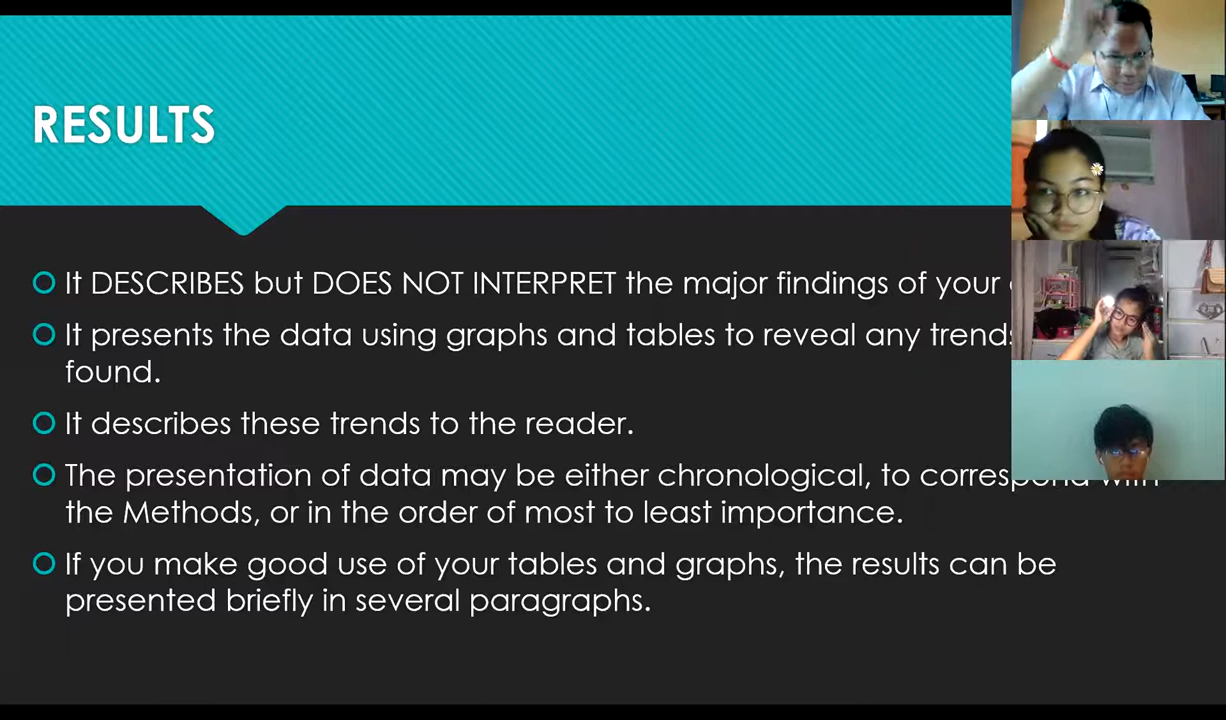 RESULTS
It DESCRIBES but DOES NOT INTERPRET the major findings of your
It presents the data using graphs and tables to reveal any trends
found.
It describes these trends to the reader.
The presentation of data may be either chronological, to correspond with
the Methods, or in the order of most to least importance.
If you make good use of your tables and graphs, the results can be
presented briefly in several paragraphs.